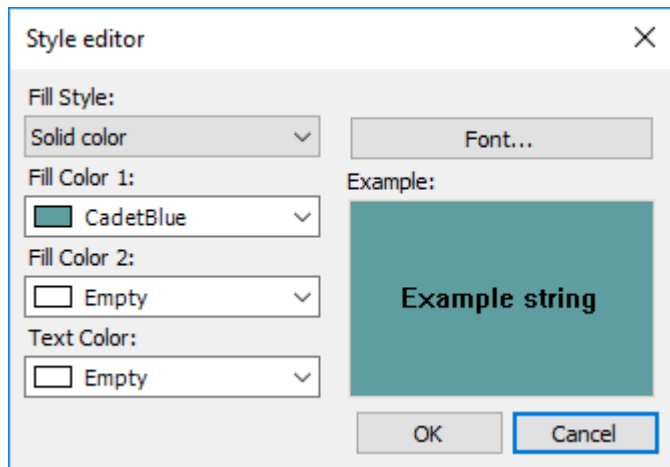 Style editor
Fill Style:
Solid color
Font...
Fill Color 1:
Example:
CadetBlue
Fill Color 2:
Empty
Example string
Text Color:
Empty
OK
Cancel